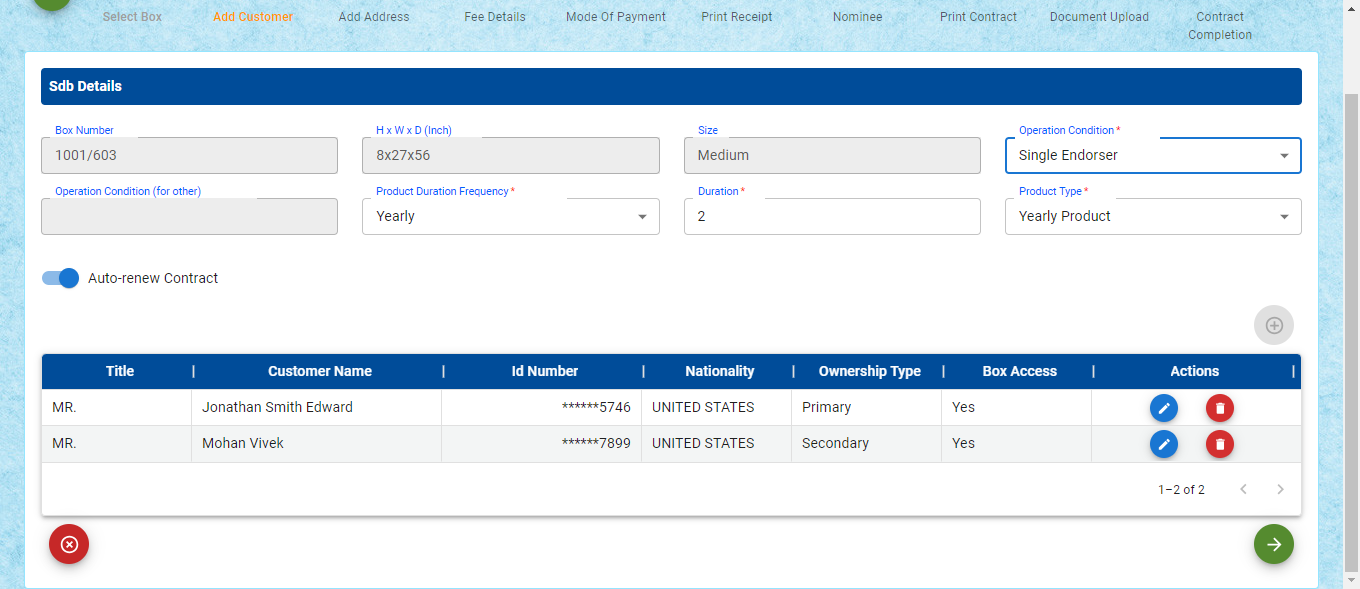 Select Box Add Customer Add Address Fee Details Mode Of Payment Print Receipt Nominee Print Contract Document Upload Contract
Completion
Sdb Details
Box Number H x W x D (Inch) Size Operation Condition *
1001/603 8x27x56 Medium Single Endorser
Operation Condition (for other) Product Duration Frequency * Duration * Product Type *
Yearly 2 Yearly Product
Auto-renew Contract
Title | Customer Name | Id Number | Nationality | Ownership Type | Box Access | Actions |
MR. Jonathan Smith Edward ******5746 UNITED STATES Primary Yes
MR. Mohan Vivek ******7899 UNITED STATES Secondary Yes
1–2 of 2